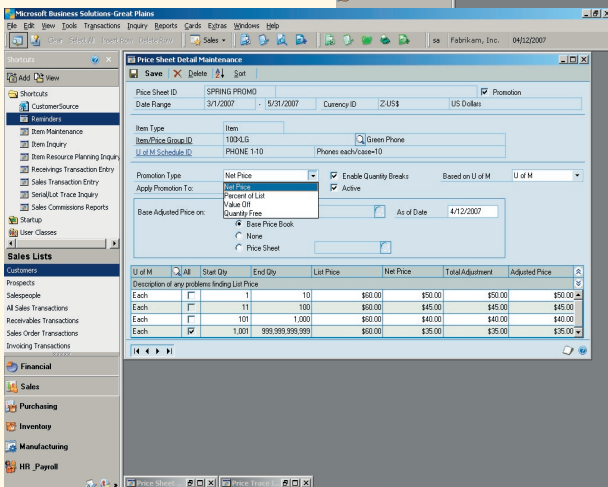 Microsoft Business Solutions-Great Plains
File Edit View Tools Transactions Inquiry Reports Cards Extras Windows Help
Clear Select All Insert Row Delete Row Sales sa Fabrikam, Inc. 04/12/2007
Shortcuts
Add View
Shortcuts
CustomerSource
Reminders
Item Maintenance
Item Inquiry
Item Resource Planning Inquiry
Receivings Transaction Entry
Sales Transaction Entry
Serial/Lot Trace Inquiry
Sales Commissions Reports
Startup
User Classes
Sales Lists
Customers
Prospects
Salespeople
All Sales Transactions
Receivables Transactions
Sales Order Transactions
Invoicing Transactions
Financial
Sales
Purchasing
Inventory
Manufacturing
HR _Payroll
Price Sheet Detail Maintenance
Save Delete Sort
Price Sheet ID SPRING PROMO Promotion
Date Range 3/1/2007 - 5/31/2007 Currency ID Z-US$ US Dollars
Item Type Item
Item/Price Group ID 100XLG Green Phone
U of M Schedule ID PHONE 1-10 Phones each/case=10
Promotion Type Net Price Enable Quantity Breaks Based on U of M U of M
Apply Promotion To: Net Price Active
Percent of List
Value Off
Quantity Free
Base Adjusted Price on: As of Date 4/12/2007
Base Price Book
None
Price Sheet
U of M All Start Qty End Qty List Price Net Price Total Adjustment Adjusted Price
Description of any problems finding List Price
Each 1 10 $60.00 $50.00 $50.00 $50.00
Each 11 100 $60.00 $45.00 $45.00 $45.00
Each 101 1,000 $60.00 $40.00 $40.00 $40.00
Each 1,001 999,999,999,999 $60.00 $35.00 $35.00 $35.00
Price Sheet ... Price Trace I...